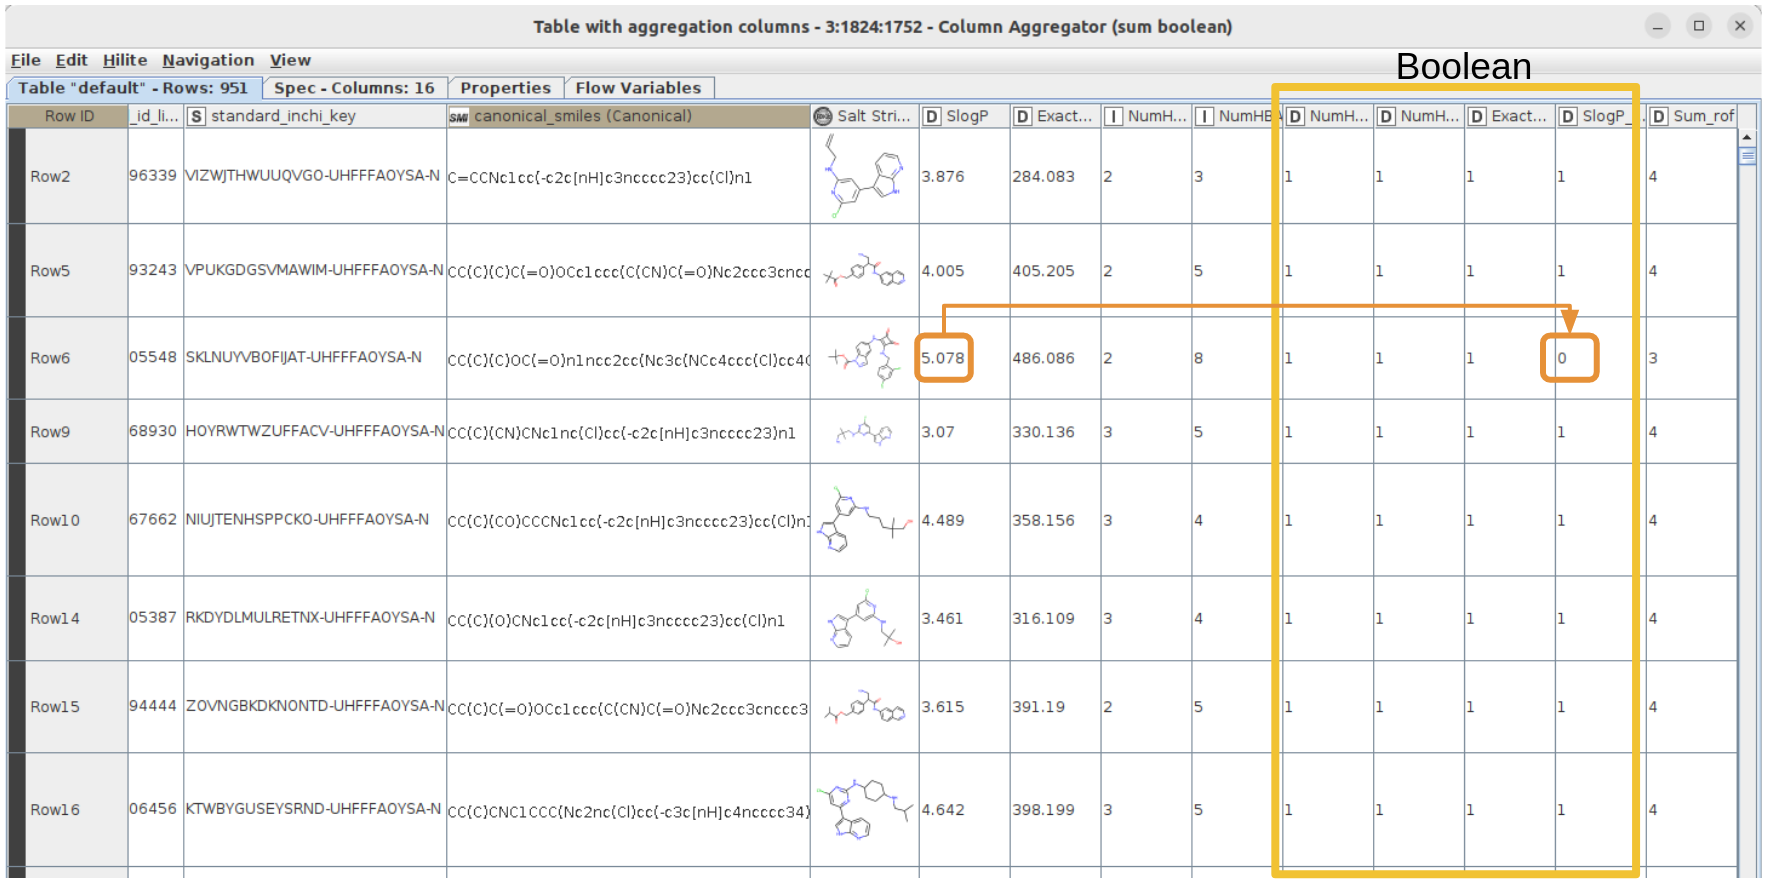 Table with aggregation columns - 3:1824:1752 - Column Aggregator (sum boolean)
File Edit Hilite Navigation View
Boolean
Table "default" - Rows: 951 Spec - Columns: 16 Properties Flow Variables
Row ID _id_li... S standard_inchi_key SMI canonical_smiles (Canonical) Salt Stri... D SlogP D Exact... I NumH... I NumHBA D NumH... D NumH... D Exact... D SlogP_... D Sum_rof
Row2 96339 VIZWJTHWUUQVGO-UHFFFAOYSA-N C=CCNc1cc(-c2c[nH]c3ncccc23)cc(Cl)n1 3.876 284.083 2 3 1 1 1 1 4
Row5 93243 VPUKGDGSVMAWIM-UHFFFAOYSA-N CC(C)(C)C(=O)OCc1ccc(C(CN)C(=O)Nc2ccc3cncc 4.005 405.205 2 5 1 1 1 1 4
Row6 05548 SKLNUYVBOFIJAT-UHFFFAOYSA-N CC(C)(C)OC(=O)n1ncc2cc(Nc3c(NCc4ccc(Cl)cc4 5.078 486.086 2 8 1 1 1 0 3
Row9 68930 HOYRWTWZUFFACV-UHFFFAOYSA-N CC(C)(CN)CNc1nc(Cl)cc(-c2c[nH]c3ncccc23)n1 3.07 330.136 3 5 1 1 1 1 4
Row10 67662 NIUJTENHSPPCKO-UHFFFAOYSA-N CC(C)(CO)CCCNc1cc(-c2c[nH]c3ncccc23)cc(Cl)n1 4.489 358.156 3 4 1 1 1 1 4
Row14 05387 RKDYDLMULRETNX-UHFFFAOYSA-N CC(C)(O)CNc1cc(-c2c[nH]c3ncccc23)cc(Cl)n1 3.461 316.109 3 4 1 1 1 1 4
Row15 94444 ZOVNGBKDKNONTD-UHFFFAOYSA-N CC(C)C(=O)OCc1ccc(C(CN)C(=O)Nc2ccc3cnccc3 3.615 391.19 2 5 1 1 1 1 4
Row16 06456 KTWBYGUSEYSRND-UHFFFAOYSA-N CC(C)CNC1CCC(Nc2nc(Cl)cc(-c3c[nH]c4ncccc34) 4.642 398.199 3 5 1 1 1 1 4